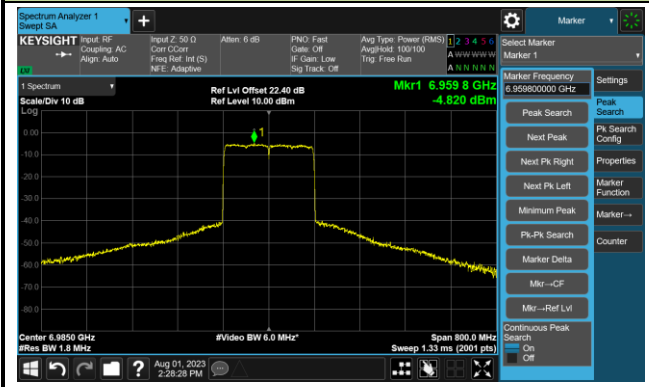 Spectrum Analyzer 1
Swept SA
+
Marker
KEYSIGHT
Input: RF
Coupling: AC
Align: Auto
Input Z: 50 Ω
Corr CCorr
Freq Ref: Int (S)
NFE: Adaptive
Atten: 6 dB
PNO: Fast
Gate: Off
IF Gain: Low
Sig Track: Off
Avg Type: Power (RMS)
Avg|Hold: 100/100
Trig: Free Run
1 2 3 4 5 6
A W W W W W
A N N N N N
Select Marker
Marker 1
1 Spectrum
Scale/Div 10 dB
Log
Ref Lvl Offset 22.40 dB
Ref Level 10.00 dBm
Mkr1 6.959 8 GHz
-4.820 dBm
1
0.00
-10.0
-20.0
-30.0
-40.0
-50.0
-60.0
-70.0
-80.0
Center 6.9850 GHz
#Res BW 1.8 MHz
#Video BW 6.0 MHz*
Span 800.0 MHz
Sweep 1.33 ms (2001 pts)
Marker Frequency
6.959800000 GHz
Peak Search
Next Peak
Next Pk Right
Next Pk Left
Minimum Peak
Pk-Pk Search
Marker Delta
Mkr→CF
Mkr→Ref Lvl
Continuous Peak
Search
On
Off
Settings
Peak
Search
Pk Search
Config
Properties
Marker
Function
Marker→
Counter
?
Aug 01, 2023
2:28:28 PM